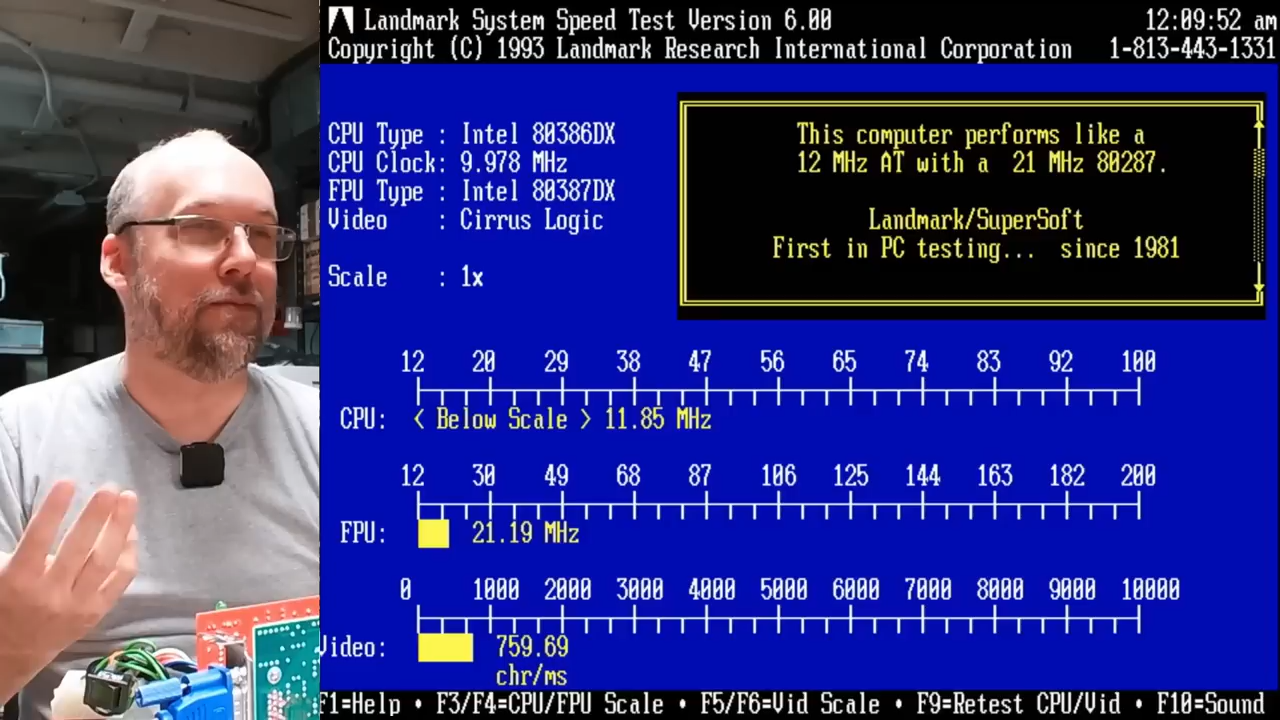 Landmark System Speed Test Version 6.00 12:09:52 am
Copyright (C) 1993 Landmark Research International Corporation 1-813-443-1331
CPU Type : Intel 80386DX
CPU Clock: 9.978 MHz
FPU Type : Intel 80387DX
Video : Cirrus Logic
Scale : 1x
This computer performs like a
12 MHz AT with a 21 MHz 80287.
Landmark/SuperSoft
First in PC testing... since 1981
12 20 29 38 47 56 65 74 83 92 100
CPU: < Below Scale > 11.85 MHz
12 30 49 68 87 106 125 144 163 182 200
FPU: 21.19 MHz
0 1000 2000 3000 4000 5000 6000 7000 8000 9000 10000
Video: 759.69
chr/ms
F1=Help • F3/F4=CPU/FPU Scale • F5/F6=Vid Scale • F9=Retest CPU/Vid • F10=Sound